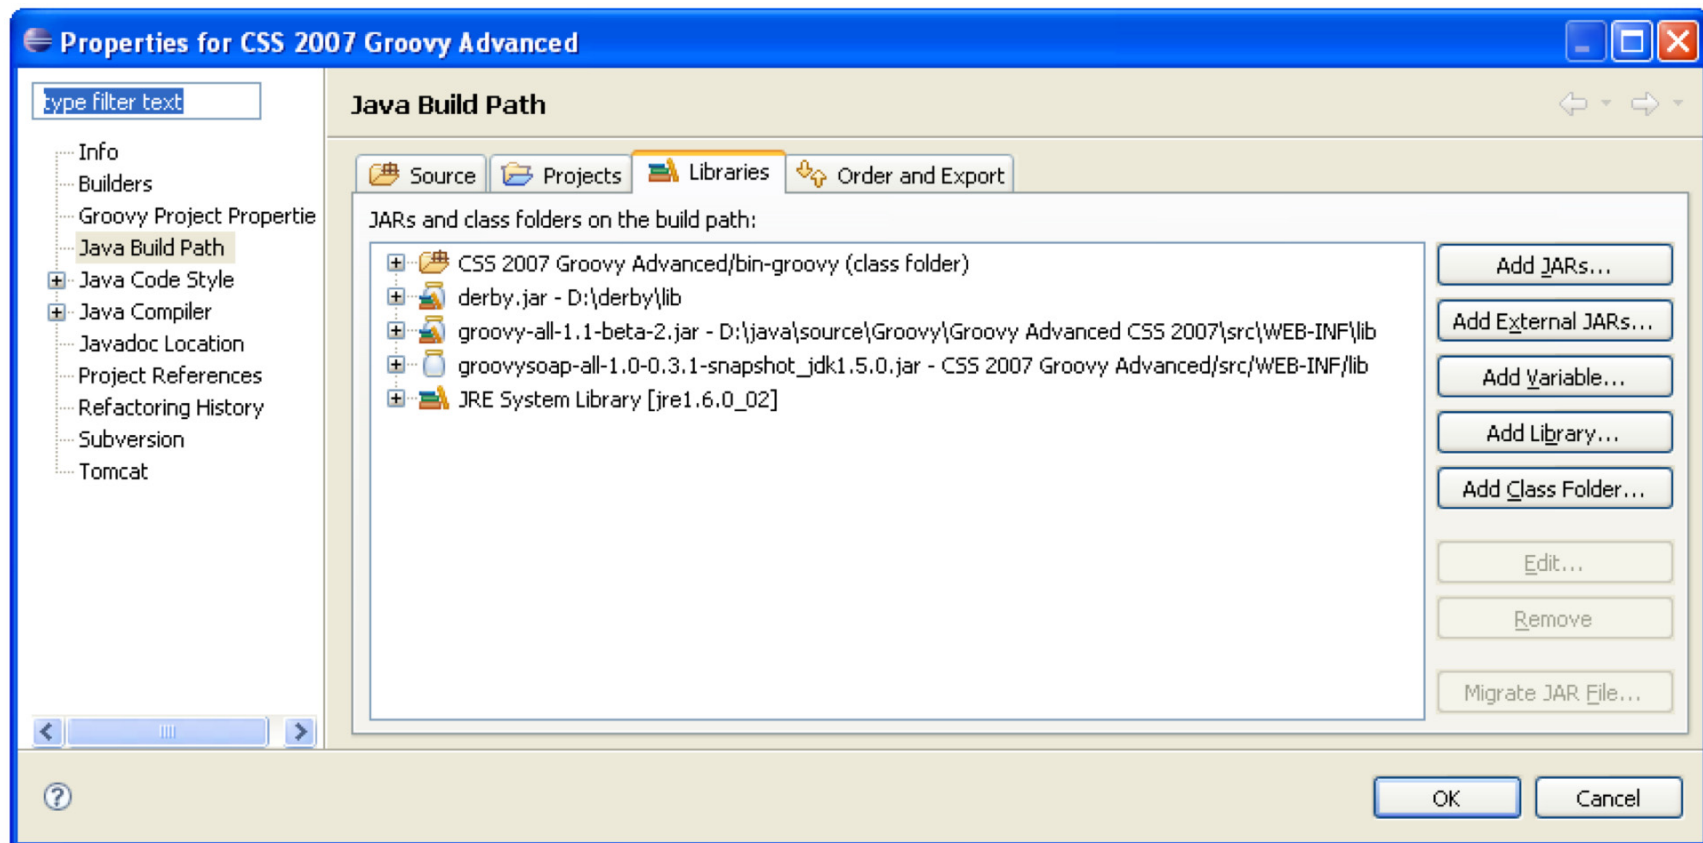 Properties for CSS 2007 Groovy Advanced
type filter text
Info
Builders
Groovy Project Propertie
Java Build Path
Java Code Style
Java Compiler
Javadoc Location
Project References
Refactoring History
Subversion
Tomcat
Java Build Path
Source
Projects
Libraries
Order and Export
JARs and class folders on the build path:
CSS 2007 Groovy Advanced/bin-groovy (class folder)
derby.jar - D:\derby\lib
groovy-all-1.1-beta-2.jar - D:\java\source\Groovy\Groovy Advanced CSS 2007\src\WEB-INF\lib
groovysoap-all-1.0-0.3.1-snapshot_jdk1.5.0.jar - CSS 2007 Groovy Advanced/src/WEB-INF/lib
JRE System Library [jre1.6.0_02]
Add JARs...
Add External JARs...
Add Variable...
Add Library...
Add Class Folder...
Edit...
Remove
Migrate JAR File...
?
OK
Cancel